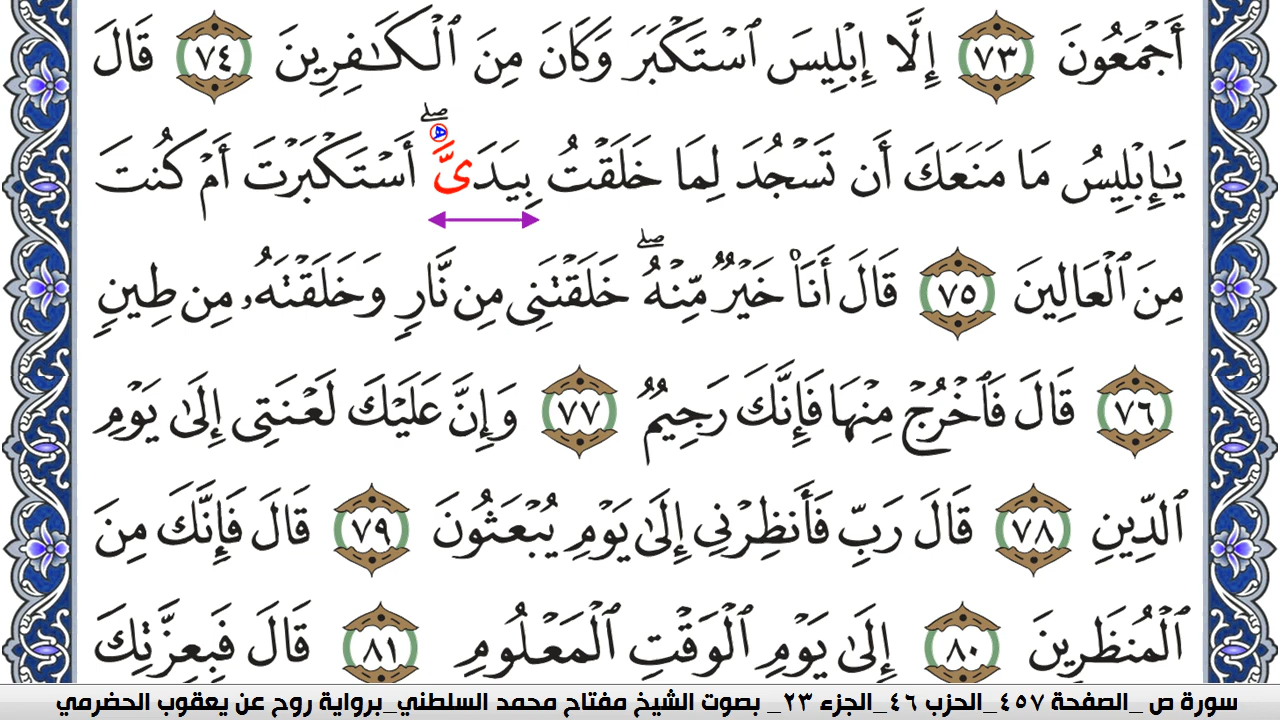 أَجْمَعُونَ ٧٣ إِلَّا إِبْلِيسَ ٱسْتَكْبَرَ وَكَانَ مِنَ ٱلْكَٰفِرِينَ ٧٤ قَالَ
يَٰإِبْلِيسُ مَا مَنَعَكَ أَن تَسْجُدَ لِمَا خَلَقْتُ بِيَدَىَّ ه ۖ أَسْتَكْبَرْتَ أَمْ كُنتَ
مِنَ ٱلْعَالِينَ ٧٥ قَالَ أَنَا۠ خَيْرٌ مِّنْهُ ۖ خَلَقْتَنِى مِن نَّارٍ وَخَلَقْتَهُۥ مِن طِينٍ
٧٦ قَالَ فَٱخْرُجْ مِنْهَا فَإِنَّكَ رَجِيمٌ ٧٧ وَإِنَّ عَلَيْكَ لَعْنَتِى إِلَىٰ يَوْمِ
ٱلدِّينِ ٧٨ قَالَ رَبِّ فَأَنظِرْنِى إِلَىٰ يَوْمِ يُبْعَثُونَ ٧٩ قَالَ فَإِنَّكَ مِنَ
ٱلْمُنظَرِينَ ٨٠ إِلَىٰ يَوْمِ ٱلْوَقْتِ ٱلْمَعْلُومِ ٨١ قَالَ فَبِعِزَّتِكَ
سورة ص _الصفحة ٤٥٧_الحزب ٤٦_الجزء ٢٣_ بصوت الشيخ مفتاح محمد السلطني_برواية روح عن يعقوب الحضرمي